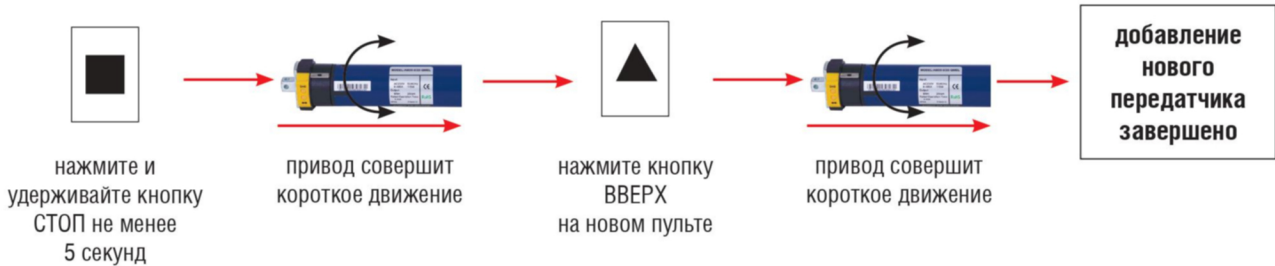 нажмите и
удерживайте кнопку
СТОП не менее
5 секунд
привод совершит
короткое движение
нажмите кнопку
ВВЕРХ
на новом пульте
привод совершит
короткое движение
добавление
нового
передатчика
завершено